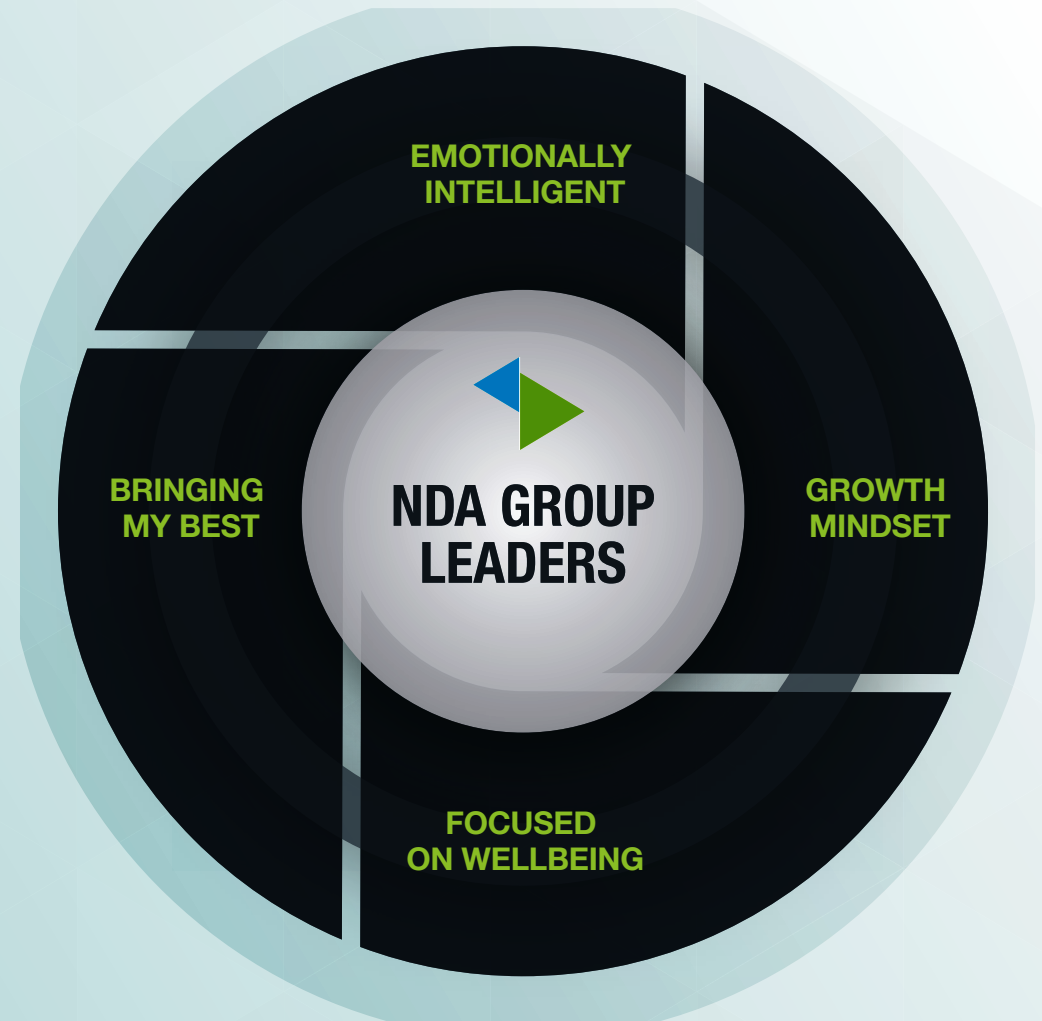 EMOTIONALLY
INTELLIGENT
BRINGING
MY BEST
NDA GROUP
LEADERS
GROWTH
MINDSET
FOCUSED
ON WELLBEING